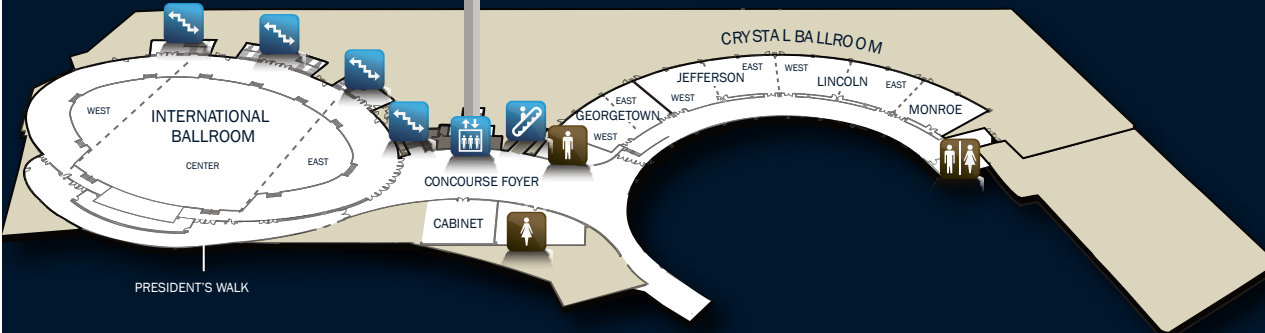 CRYSTAL BALLROOM
WEST
INTERNATIONAL
BALLROOM
CENTER
EAST
CONCOURSE FOYER
CABINET
PRESIDENT'S WALK
EAST
GEORGETOWN
WEST
JEFFERSON
EAST
WEST
WEST
LINCOLN
EAST
MONROE